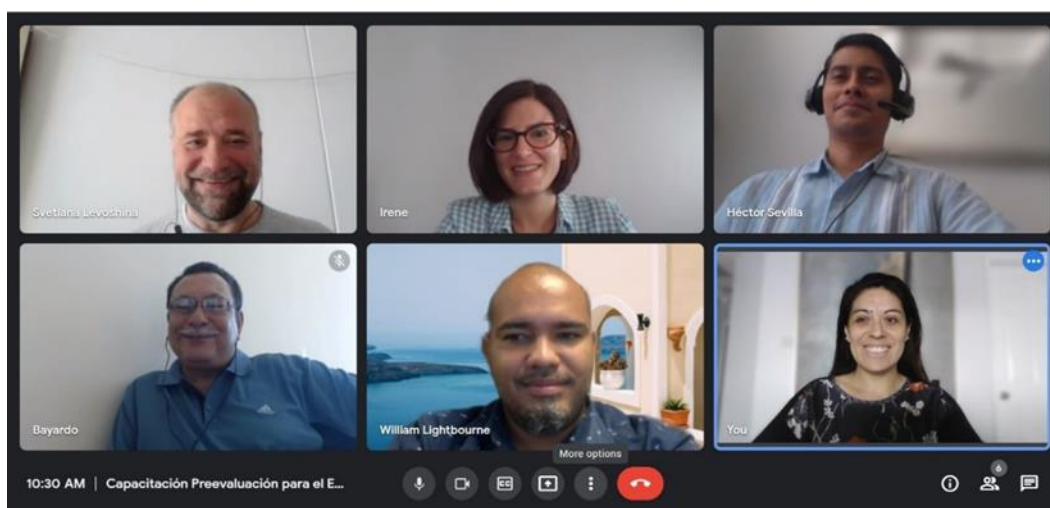 Svetlana Levoshina
Irene
Héctor Sevilla
Bayardo
William Lightbourne
You
More options
10:30 AM | Capacitación Preevaluación para el E...
6